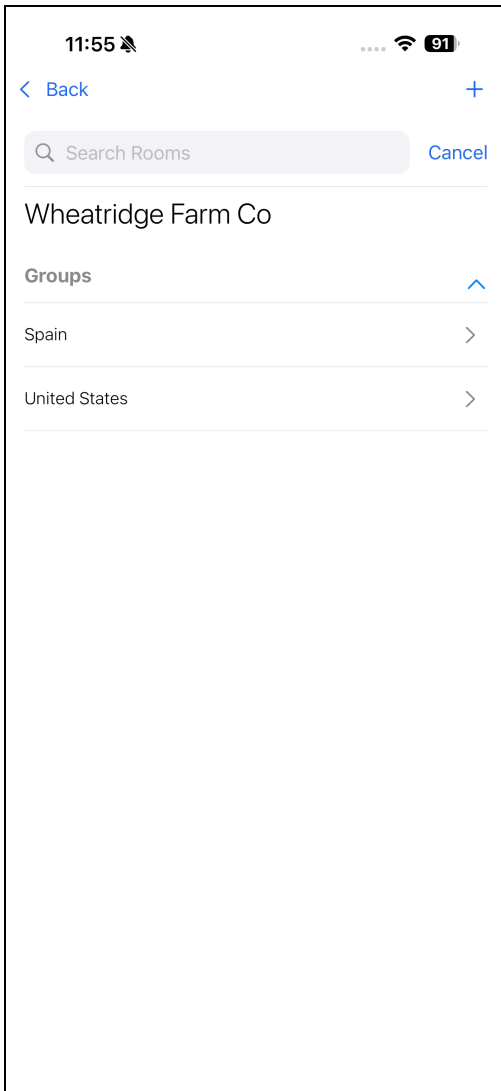 11:55
91
Back
Search Rooms
Cancel
Wheatridge Farm Co
Groups
Spain
United States